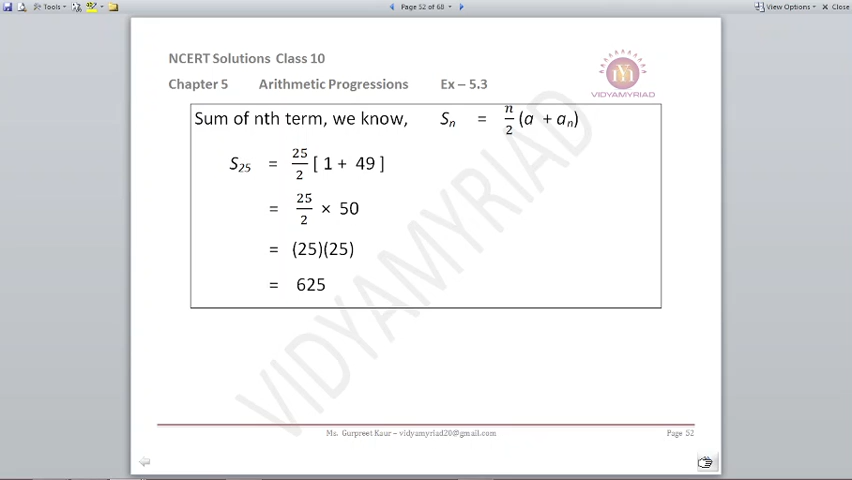 Tools
Page 52 of 68
View Options
Close
NCERT Solutions Class 10
Chapter 5 Arithmetic Progressions Ex – 5.3
VIDYAMYRIAD
Sum of nth term, we know, Sn = n/2 (a + an)
S25 = 25/2 [ 1 + 49 ]
= 25/2 × 50
= (25)(25)
= 625
VIDYAMYRIAD
Ms. Gurpreet Kaur – vidyamyriad20@gmail.com Page 52